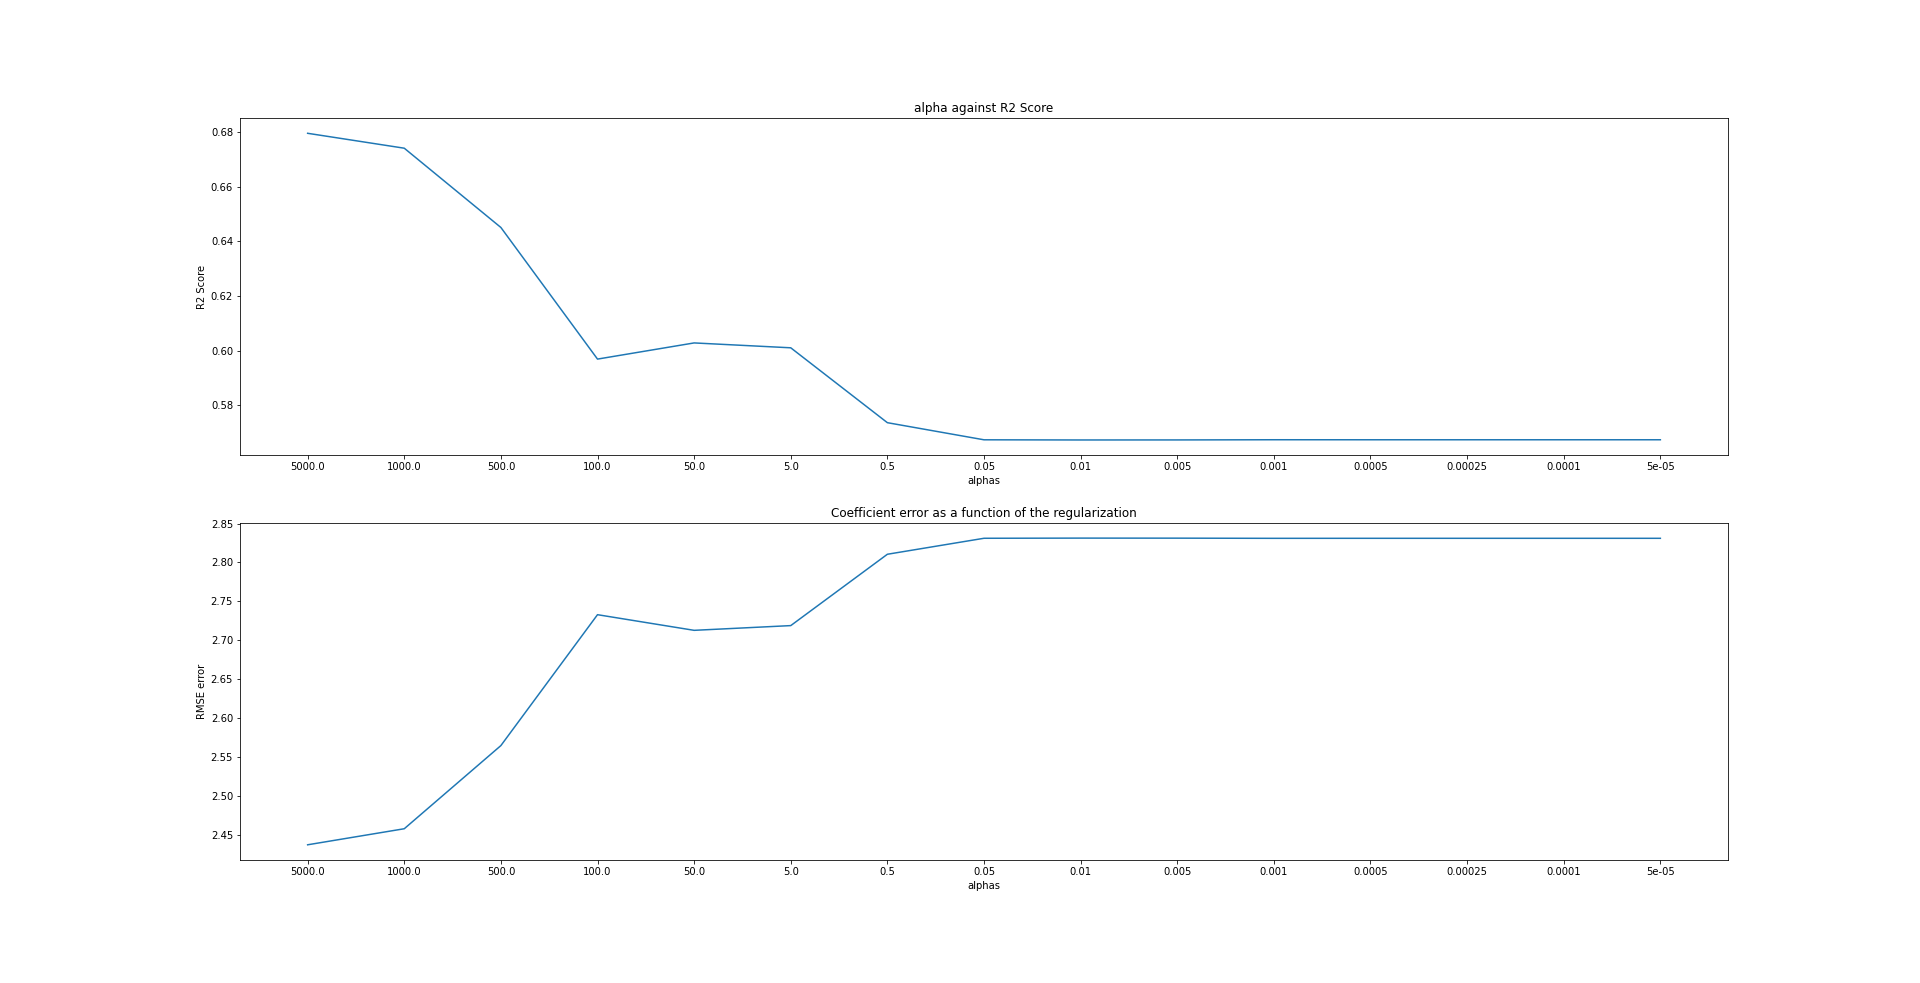 alpha against R2 Score
0.68
0.66
0.64
0.62
0.60
0.58
R2 Score
5000.0 1000.0 500.0 100.0 50.0 5.0 0.5 0.05 0.01 0.005 0.001 0.0005 0.00025 0.0001 5e-05
alphas
Coefficient error as a function of the regularization
2.85
2.80
2.75
2.70
2.65
2.60
2.55
2.50
2.45
RMSE error
5000.0 1000.0 500.0 100.0 50.0 5.0 0.5 0.05 0.01 0.005 0.001 0.0005 0.00025 0.0001 5e-05
alphas